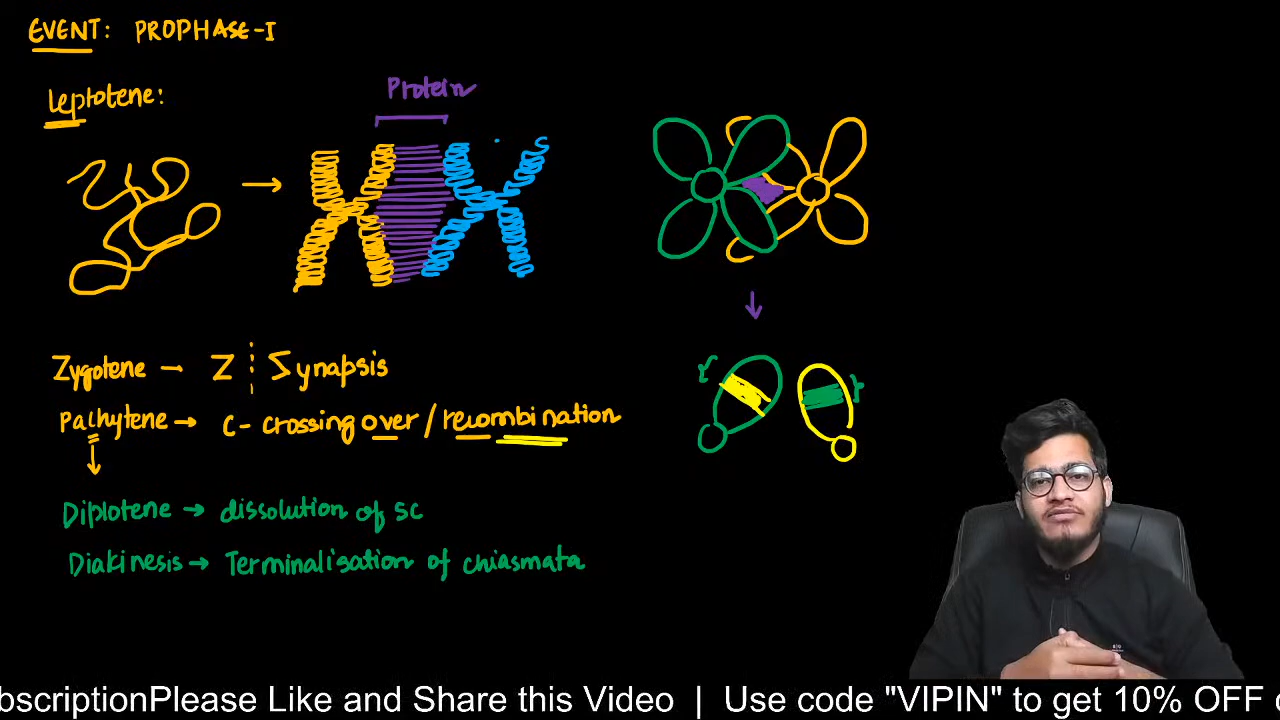 EVENT: PROPHASE-I
Leptotene:
Protein
Zygotene — Z Synapsis
Pachytene → C- crossing over / recombination
Diplotene → dissolution of SC
Diakinesis → Terminalisation of chiasmata
bscriptionPlease Like and Share this Video | Use code "VIPIN" to get 10% OFF